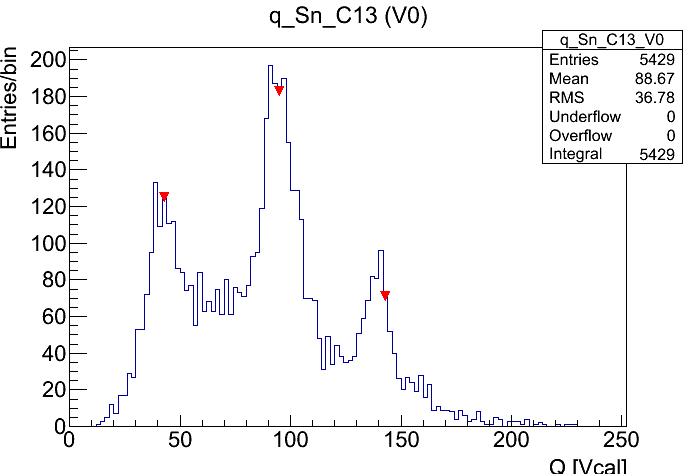 q_Sn_C13 (V0)
q_Sn_C13_V0
Entries 5429
Mean 88.67
RMS 36.78
Underflow 0
Overflow 0
Integral 5429
Entries/bin
200
180
160
140
120
100
80
60
40
20
0
0 50 100 150 200 250
Q [Vcal]